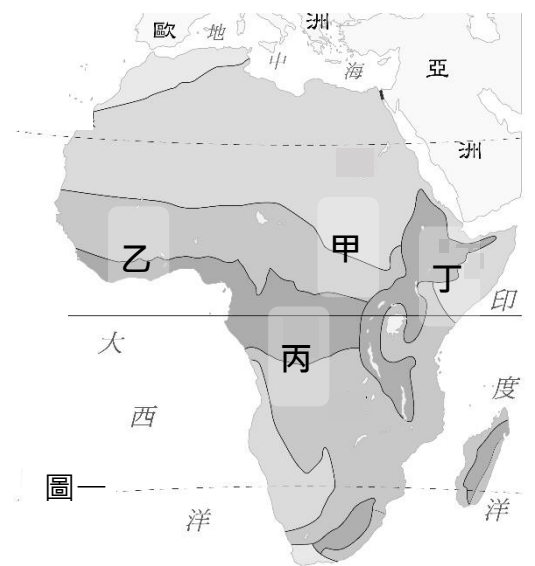 歐洲
地中海
亞洲
甲
乙
丁
印度洋
丙
大西洋
圖一